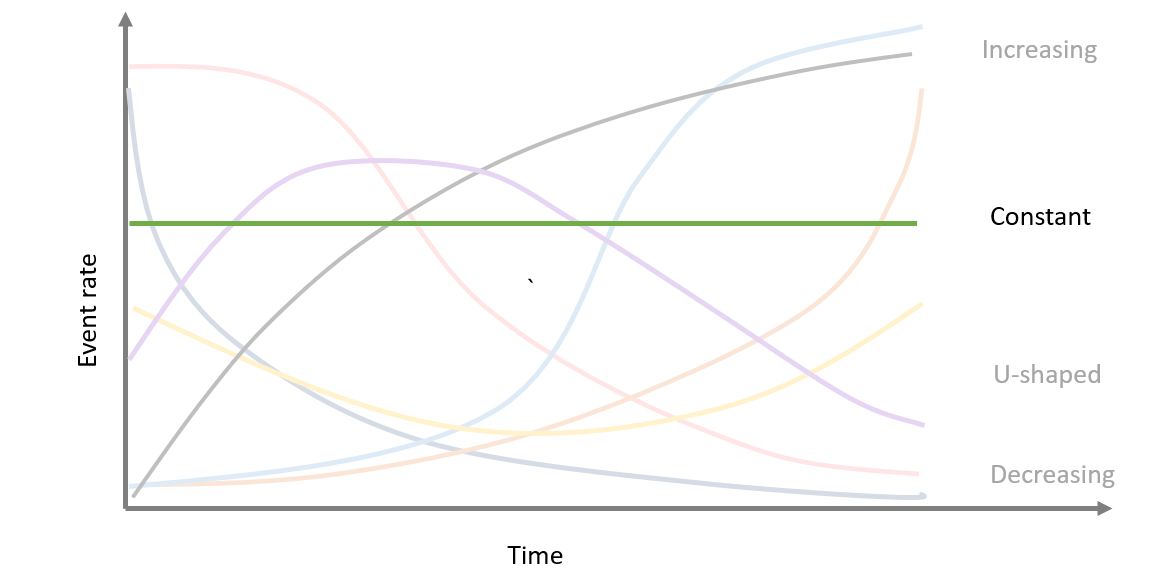 Increasing
Constant
Event rate
`
U-shaped
Decreasing
Time